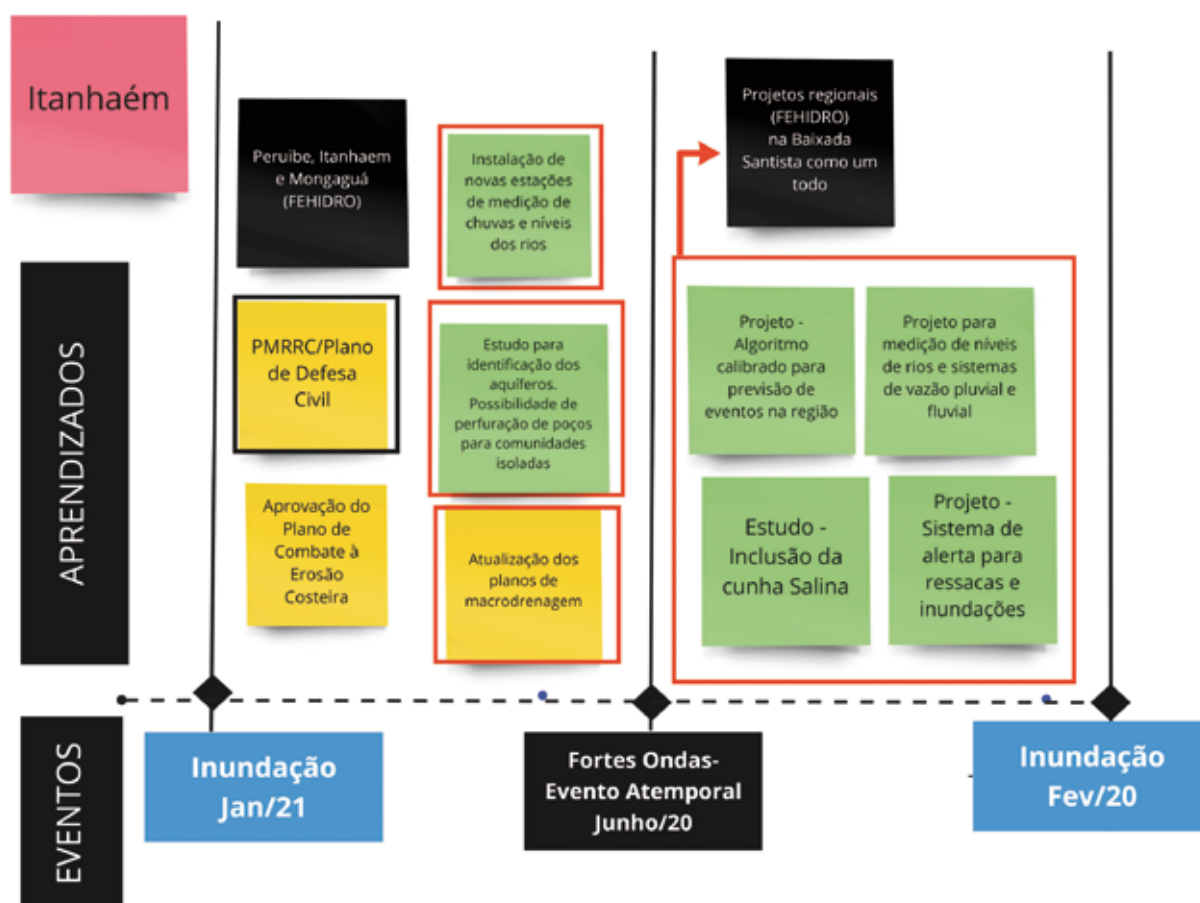 Itanhaém
Peruibe, Itanhaem
e Mongaguá
(FEHIDRO)
Instalação de
novas estações
de medição de
chuvas e níveis
dos rios
Projetos regionais
(FEHIDRO)
na Baixada
Santista como um
todo
APRENDIZADOS
PMRRC/Plano
de Defesa
Civil
Estudo para
identificação dos
aquíferos.
Possibilidade de
perfuração de poços
para comunidades
isoladas
Projeto -
Algoritmo
calibrado para
previsão de
eventos na região
Projeto para
medição de níveis
de rios e sistemas
de vazão pluvial e
fluvial
Aprovação do
Plano de
Combate à
Erosão
Costeira
Atualização dos
planos de
macrodrenagem
Estudo -
Inclusão da
cunha Salina
Projeto -
Sistema de
alerta para
ressacas e
inundações
EVENTOS
Inundação
Jan/21
Fortes Ondas-
Evento Atemporal
Junho/20
Inundação
Fev/20